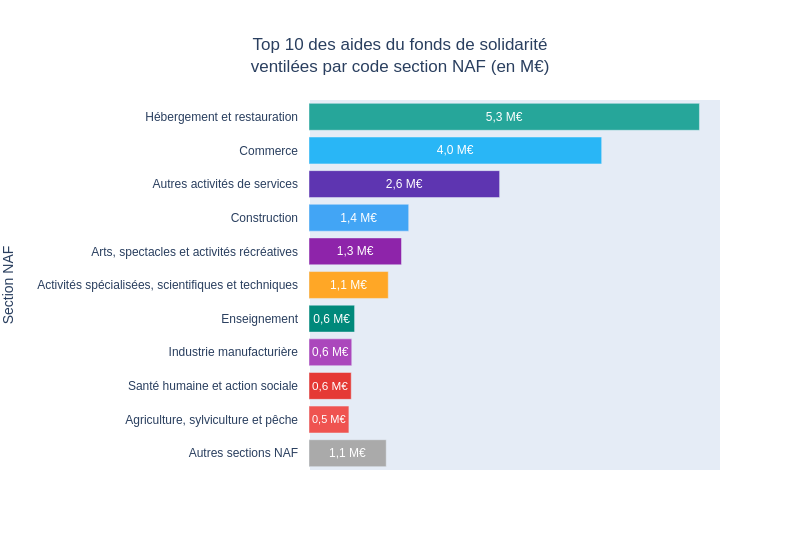 Top 10 des aides du fonds de solidarité
ventilées par code section NAF (en M€)
Section NAF
Hébergement et restauration 5,3 M€
Commerce 4,0 M€
Autres activités de services 2,6 M€
Construction 1,4 M€
Arts, spectacles et activités récréatives 1,3 M€
Activités spécialisées, scientifiques et techniques 1,1 M€
Enseignement 0,6 M€
Industrie manufacturière 0,6 M€
Santé humaine et action sociale 0,6 M€
Agriculture, sylviculture et pêche 0,5 M€
Autres sections NAF 1,1 M€